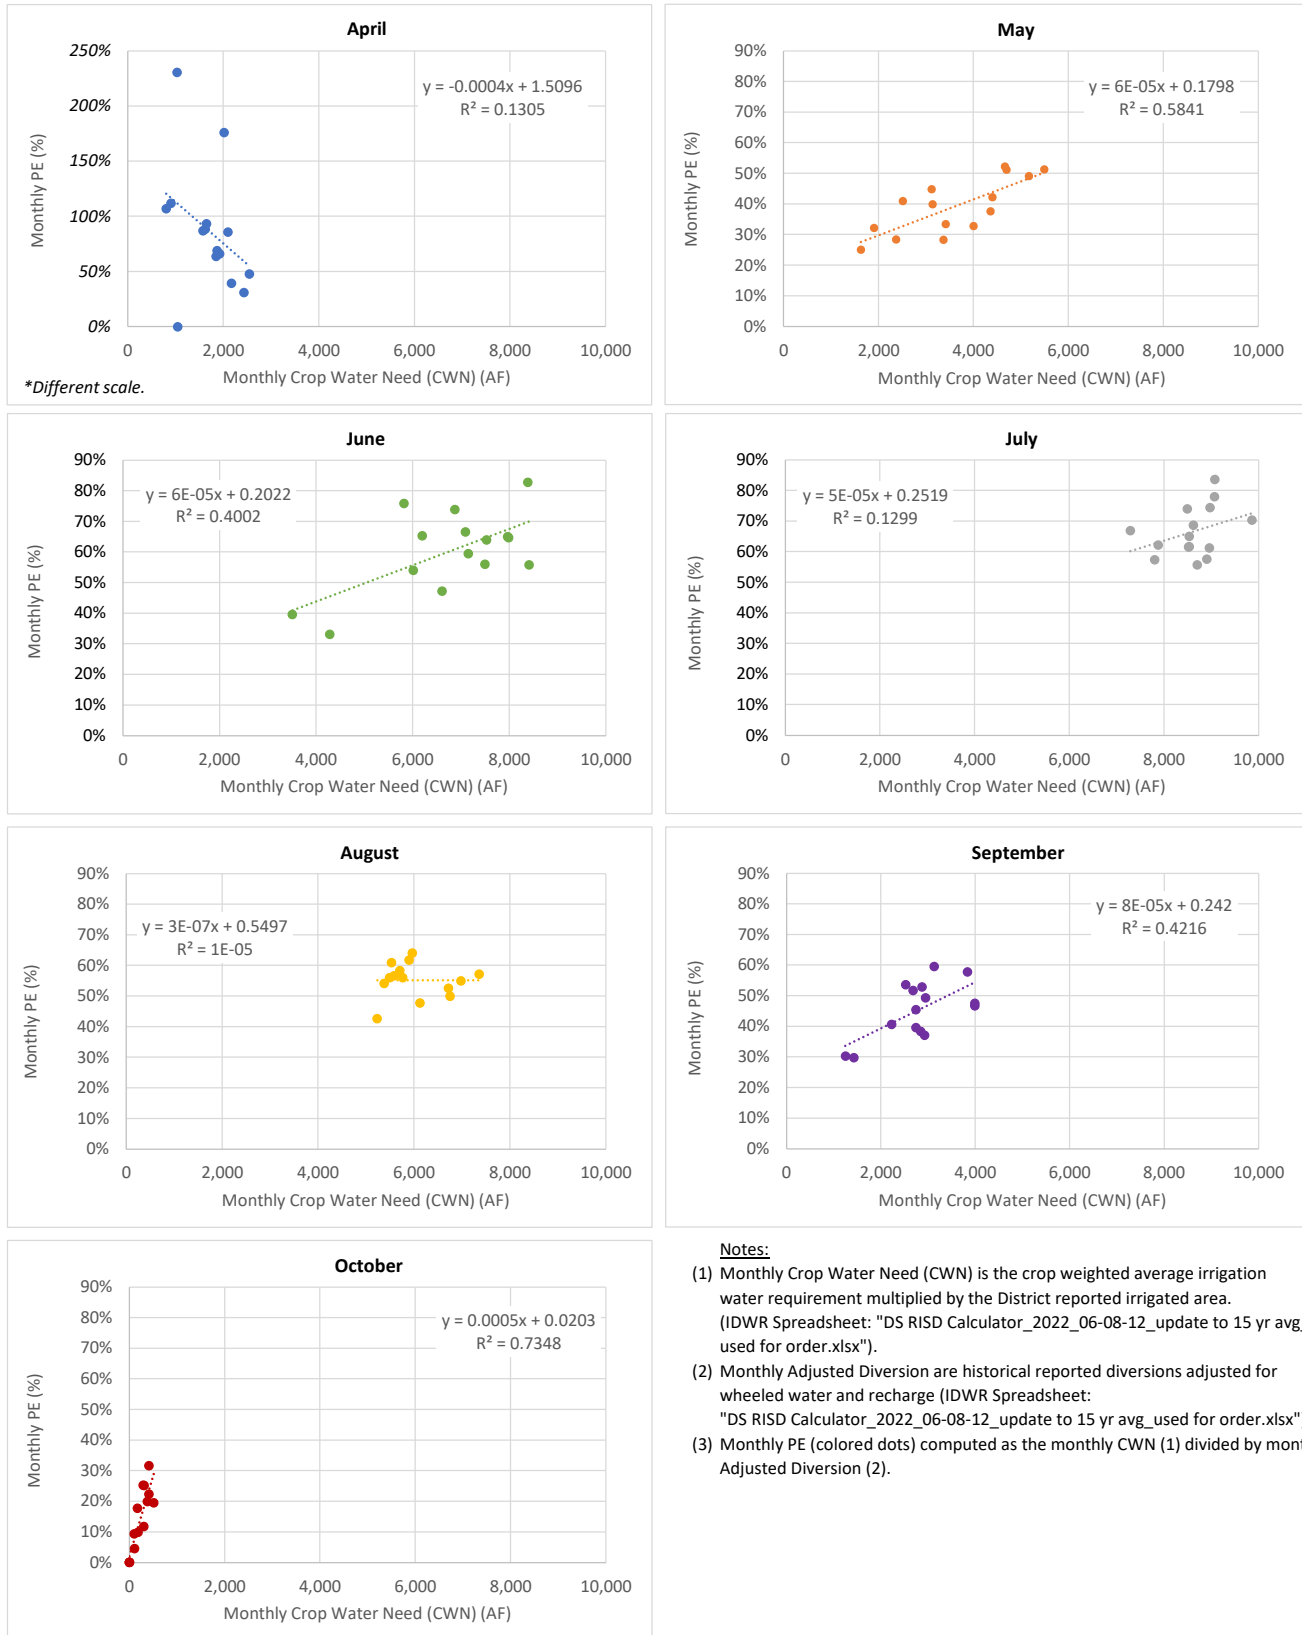 April
250%
200%
150%
100%
50%
0%
Monthly PE (%)
y = -0.0004x + 1.5096
R² = 0.1305
0 2,000 4,000 6,000 8,000 10,000
Monthly Crop Water Need (CWN) (AF)
*Different scale.
May
90%
80%
70%
60%
50%
40%
30%
20%
10%
0%
Monthly PE (%)
y = 6E-05x + 0.1798
R² = 0.5841
0 2,000 4,000 6,000 8,000 10,000
Monthly Crop Water Need (CWN) (AF)
June
90%
80%
70%
60%
50%
40%
30%
20%
10%
0%
Monthly PE (%)
y = 6E-05x + 0.2022
R² = 0.4002
0 2,000 4,000 6,000 8,000 10,000
Monthly Crop Water Need (CWN) (AF)
July
90%
80%
70%
60%
50%
40%
30%
20%
10%
0%
Monthly PE (%)
y = 5E-05x + 0.2519
R² = 0.1299
0 2,000 4,000 6,000 8,000 10,000
Monthly Crop Water Need (CWN) (AF)
August
90%
80%
70%
60%
50%
40%
30%
20%
10%
0%
Monthly PE (%)
y = 3E-07x + 0.5497
R² = 1E-05
0 2,000 4,000 6,000 8,000 10,000
Monthly Crop Water Need (CWN) (AF)
September
90%
80%
70%
60%
50%
40%
30%
20%
10%
0%
Monthly PE (%)
y = 8E-05x + 0.242
R² = 0.4216
0 2,000 4,000 6,000 8,000 10,000
Monthly Crop Water Need (CWN) (AF)
October
90%
80%
70%
60%
50%
40%
30%
20%
10%
0%
Monthly PE (%)
y = 0.0005x + 0.0203
R² = 0.7348
0 2,000 4,000 6,000 8,000 10,000
Monthly Crop Water Need (CWN) (AF)
Notes:
(1) Monthly Crop Water Need (CWN) is the crop weighted average irrigation
water requirement multiplied by the District reported irrigated area.
(IDWR Spreadsheet: "DS RISD Calculator_2022_06-08-12_update to 15 yr avg_
used for order.xlsx").
(2) Monthly Adjusted Diversion are historical reported diversions adjusted for
wheeled water and recharge (IDWR Spreadsheet:
"DS RISD Calculator_2022_06-08-12_update to 15 yr avg_used for order.xlsx"
(3) Monthly PE (colored dots) computed as the monthly CWN (1) divided by mont
Adjusted Diversion (2).